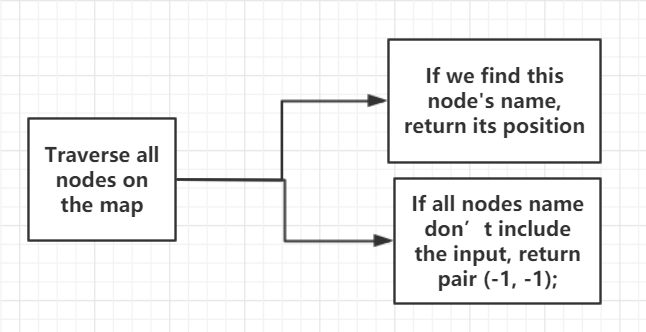 Traverse all
nodes on
the map
If we find this
node's name,
return its position
If all nodes name
don’t include
the input, return
pair (-1, -1);